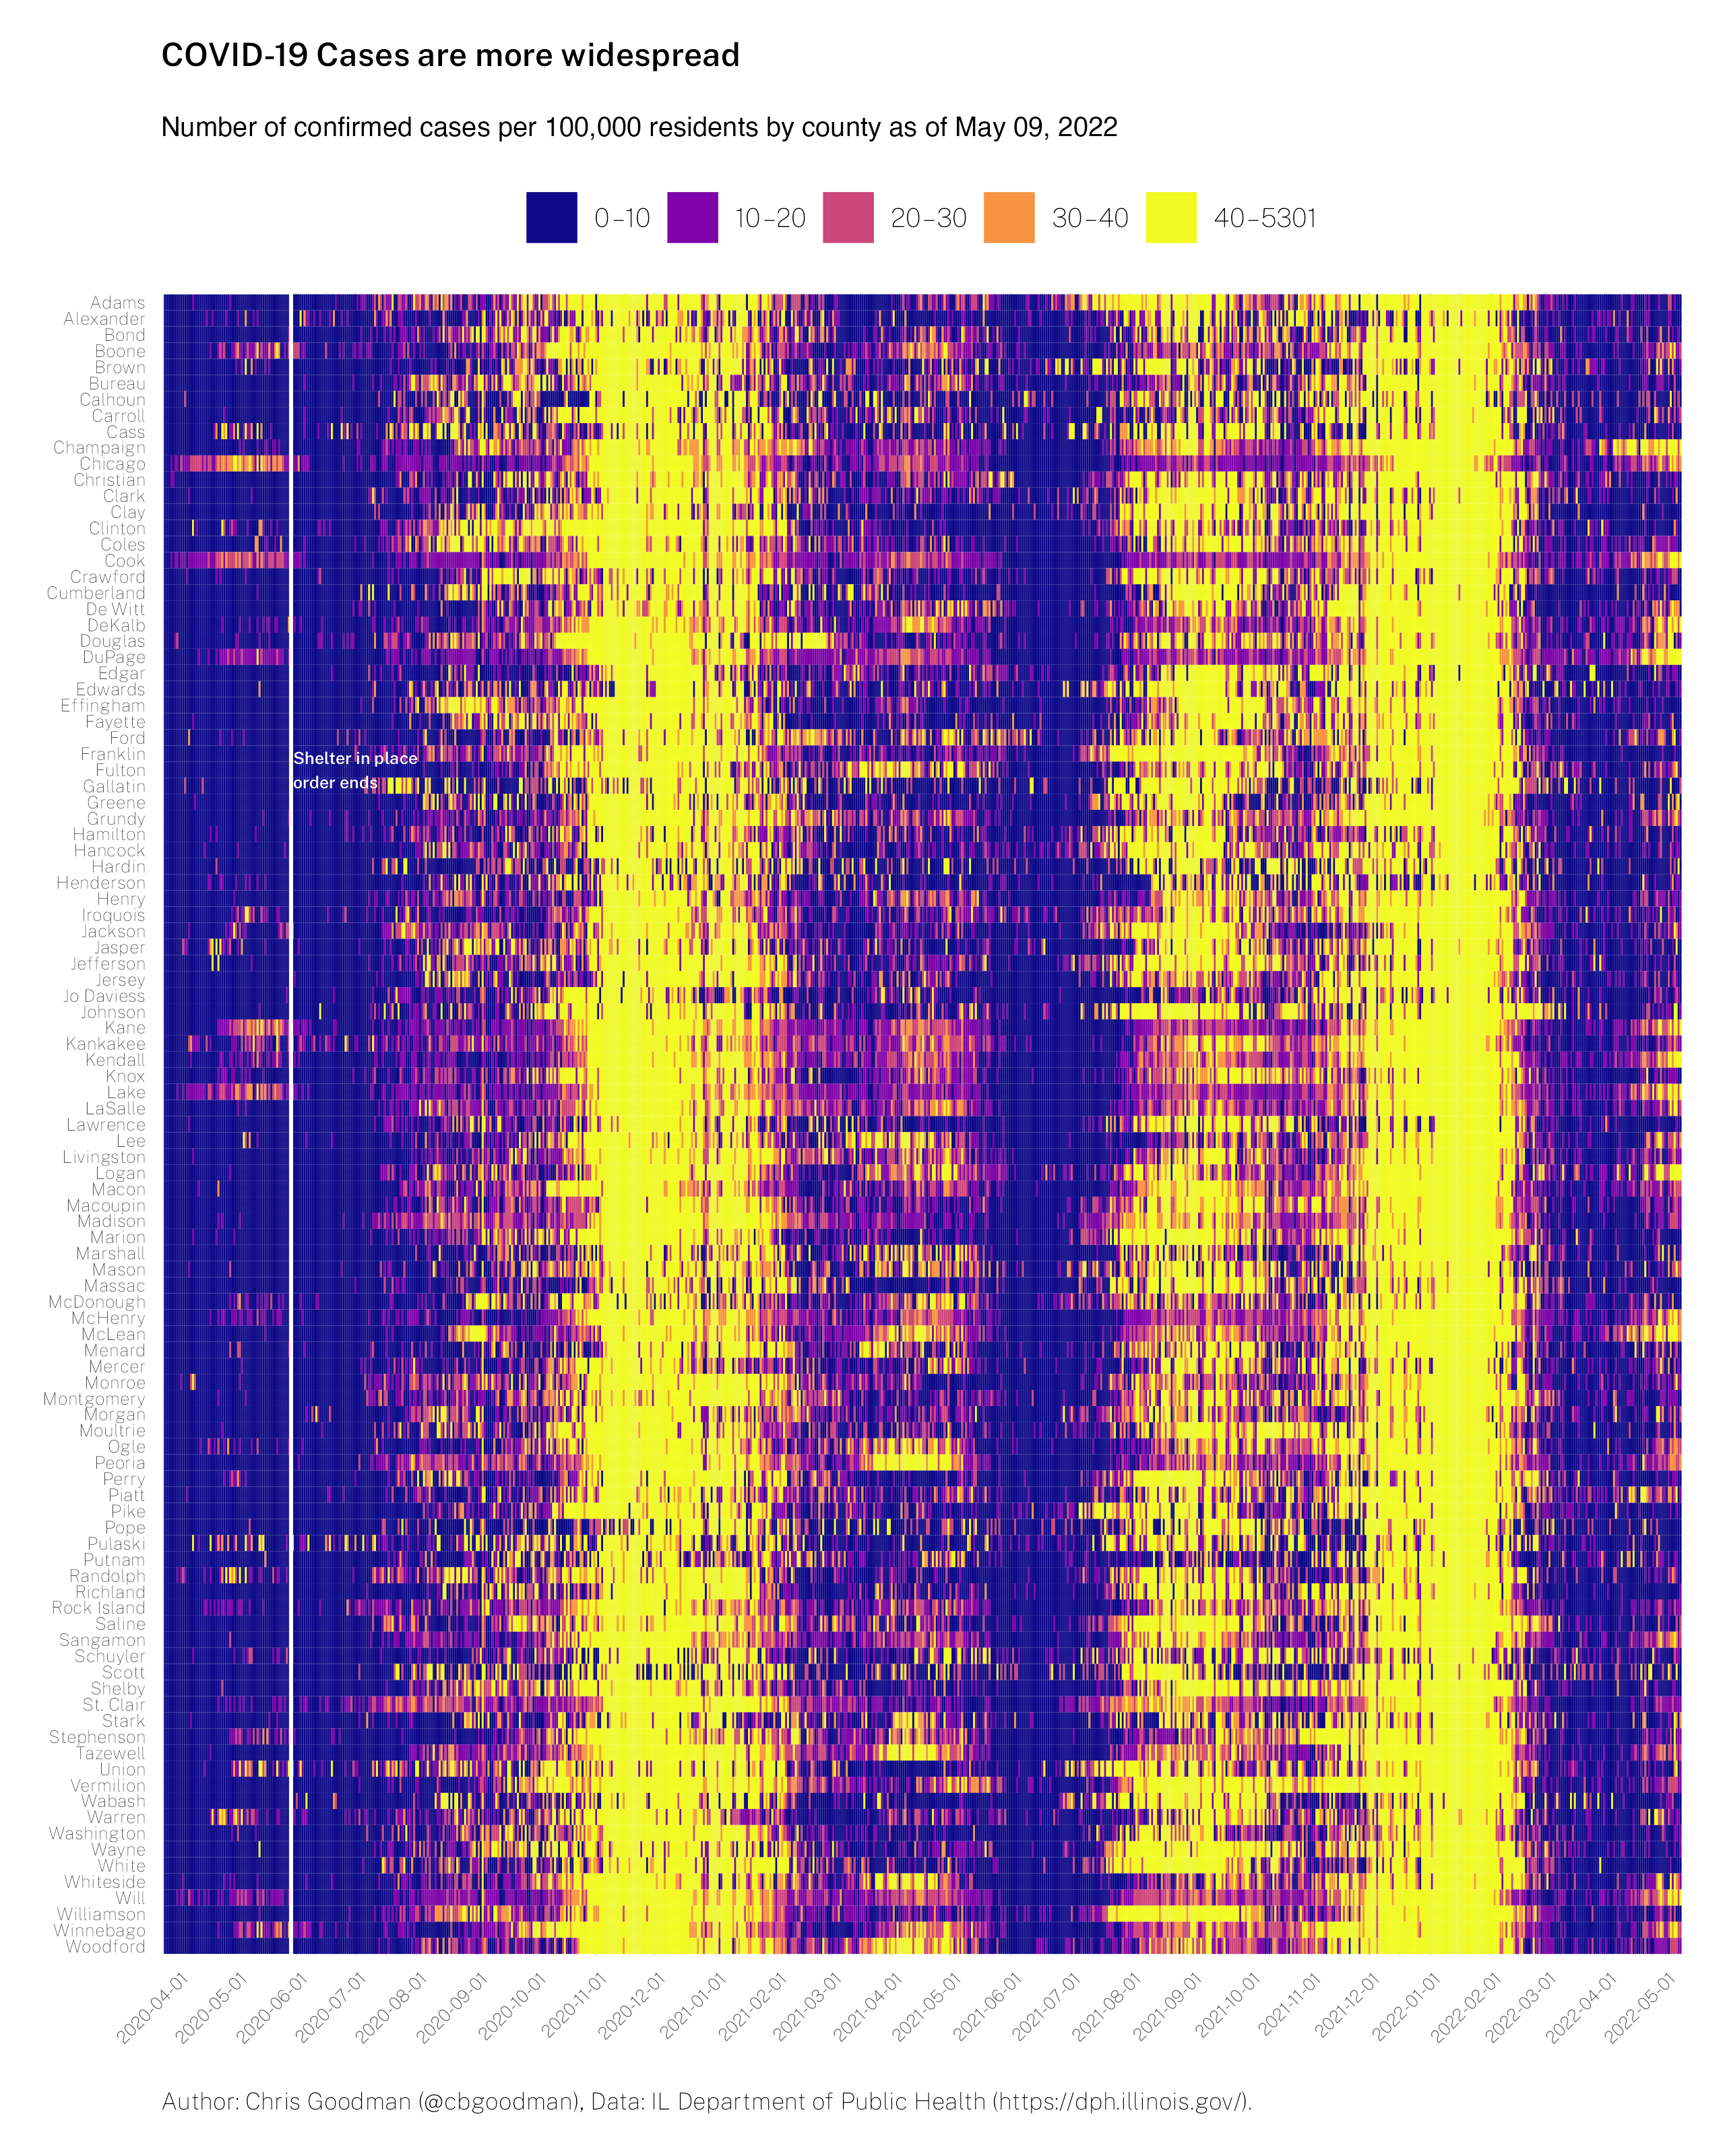 COVID-19 Cases are more widespread
Number of confirmed cases per 100,000 residents by county as of May 09, 2022
0–10 10–20 20–30 30–40 40–5301
Adams
Alexander
Bond
Boone
Brown
Bureau
Calhoun
Carroll
Cass
Champaign
Chicago
Christian
Clark
Clay
Clinton
Coles
Cook
Crawford
Cumberland
De Witt
DeKalb
Douglas
DuPage
Edgar
Edwards
Effingham
Fayette
Ford
Franklin
Fulton
Gallatin
Greene
Grundy
Hamilton
Hancock
Hardin
Henderson
Henry
Iroquois
Jackson
Jasper
Jefferson
Jersey
Jo Daviess
Johnson
Kane
Kankakee
Kendall
Knox
Lake
LaSalle
Lawrence
Lee
Livingston
Logan
Macon
Macoupin
Madison
Marion
Marshall
Mason
Massac
McDonough
McHenry
McLean
Menard
Mercer
Monroe
Montgomery
Morgan
Moultrie
Ogle
Peoria
Perry
Piatt
Pike
Pope
Pulaski
Putnam
Randolph
Richland
Rock Island
Saline
Sangamon
Schuyler
Scott
Shelby
St. Clair
Stark
Stephenson
Tazewell
Union
Vermilion
Wabash
Warren
Washington
Wayne
White
Whiteside
Will
Williamson
Winnebago
Woodford
Shelter in place
order ends
2020-04-01
2020-05-01
2020-06-01
2020-07-01
2020-08-01
2020-09-01
2020-10-01
2020-11-01
2020-12-01
2021-01-01
2021-02-01
2021-03-01
2021-04-01
2021-05-01
2021-06-01
2021-07-01
2021-08-01
2021-09-01
2021-10-01
2021-11-01
2021-12-01
2022-01-01
2022-02-01
2022-03-01
2022-04-01
2022-05-01
Author: Chris Goodman (@cbgoodman), Data: IL Department of Public Health (https://dph.illinois.gov/).